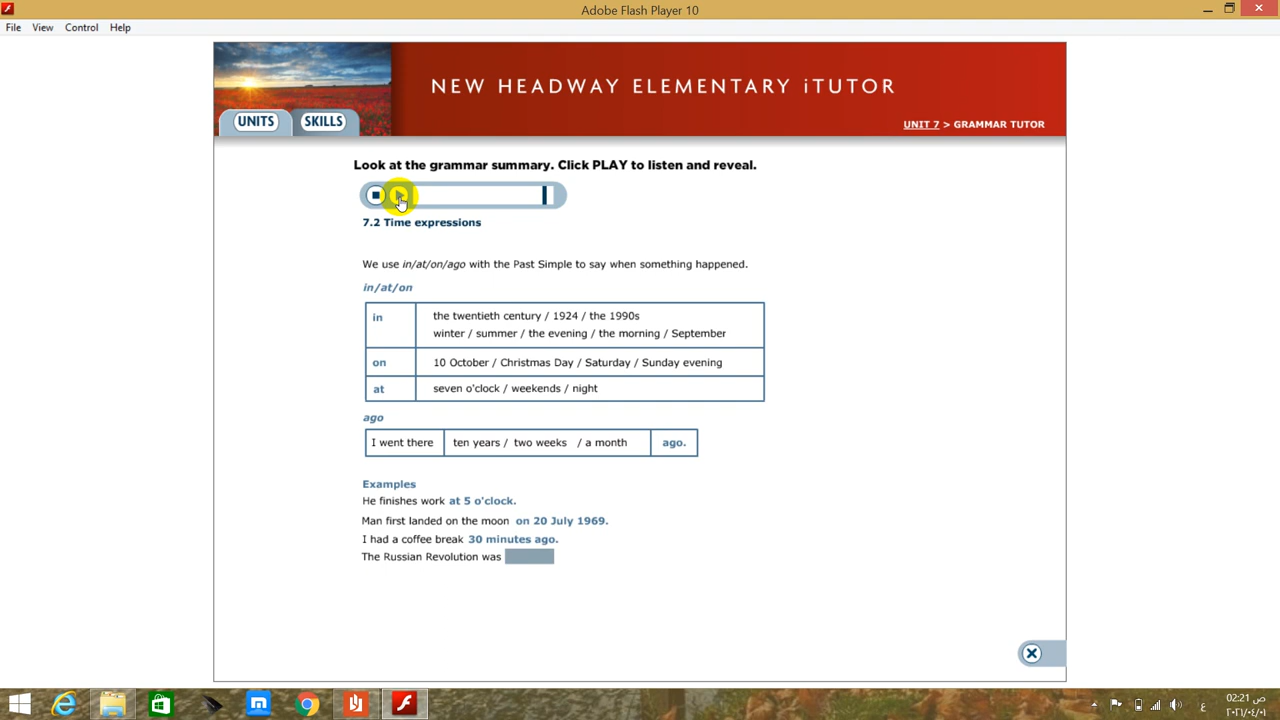 Adobe Flash Player 10
File View Control Help
NEW HEADWAY ELEMENTARY iTUTOR
UNITS SKILLS
UNIT 7 > GRAMMAR TUTOR
Look at the grammar summary. Click PLAY to listen and reveal.
7.2 Time expressions
We use in/at/on/ago with the Past Simple to say when something happened.
in/at/on
in the twentieth century / 1924 / the 1990s
winter / summer / the evening / the morning / September
on 10 October / Christmas Day / Saturday / Sunday evening
at seven o'clock / weekends / night
ago
I went there ten years / two weeks / a month ago.
Examples
He finishes work at 5 o'clock.
Man first landed on the moon on 20 July 1969.
I had a coffee break 30 minutes ago.
The Russian Revolution was
02:21 ص